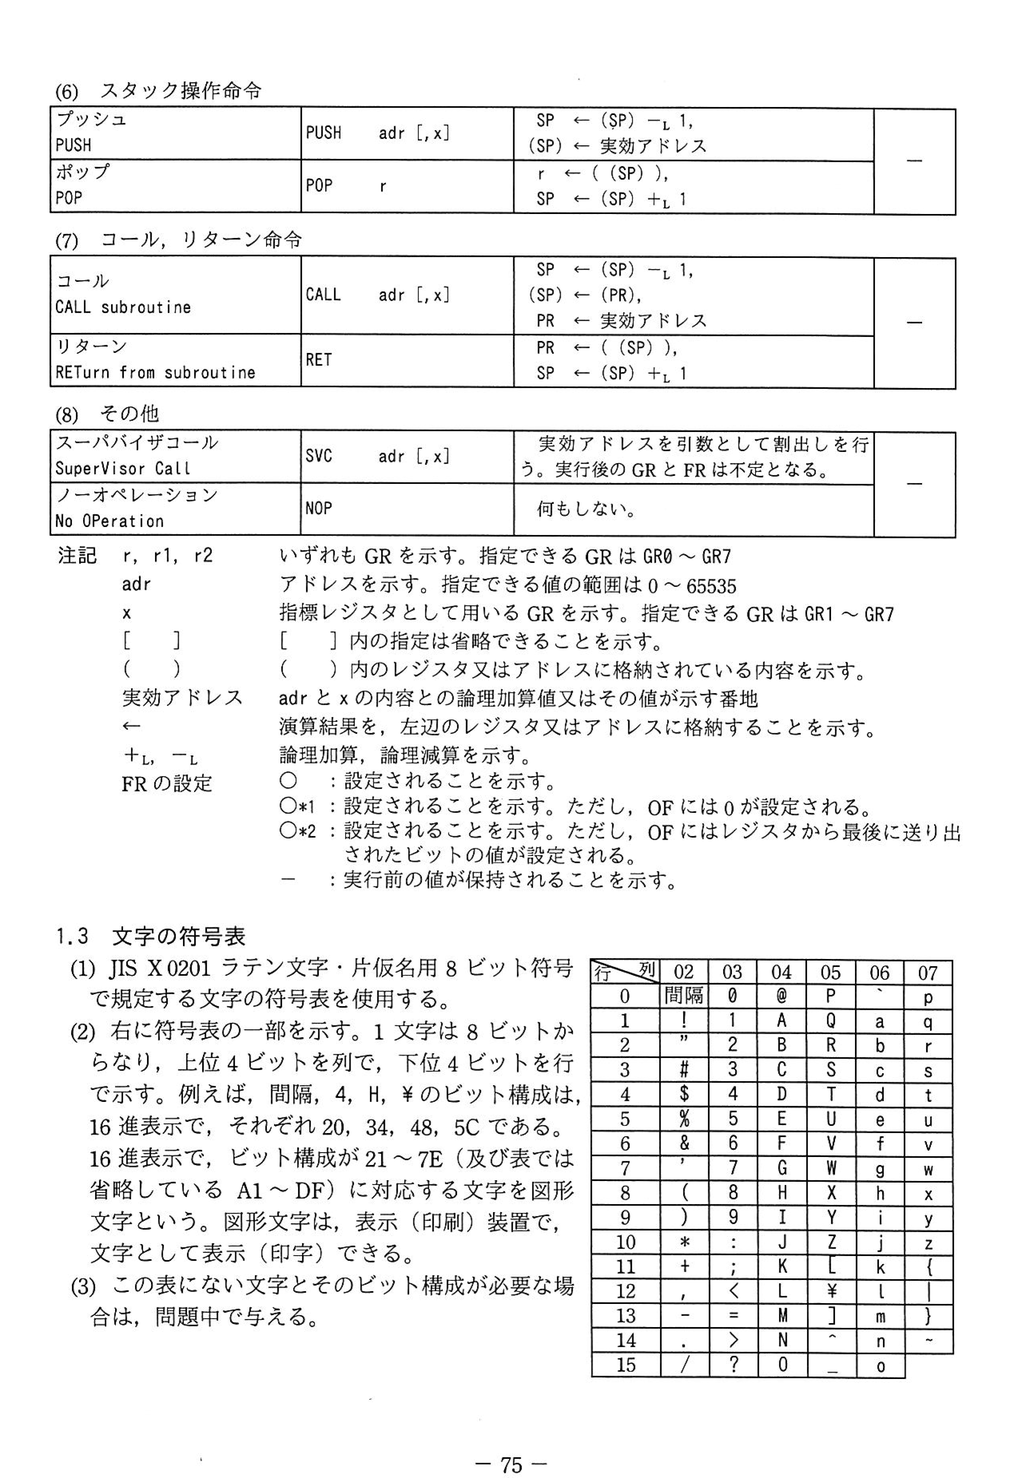 (6) スタック操作命令
プッシュ
PUSH
PUSH adr [,x]
SP ← (SP) −L 1,
(SP) ← 実効アドレス
−
ポップ
POP
POP r
r ← ( (SP) ),
SP ← (SP) +L 1
(7) コール，リターン命令
コール
CALL subroutine
CALL adr [,x]
SP ← (SP) −L 1,
(SP) ← (PR),
PR ← 実効アドレス
−
リターン
RETurn from subroutine
RET
PR ← ( (SP) ),
SP ← (SP) +L 1
(8) その他
スーパバイザコール
SuperVisor Call
SVC adr [,x]
実効アドレスを引数として割出しを行
う。実行後の GR と FR は不定となる。
−
ノーオペレーション
No OPeration
NOP
何もしない。
注記 r, r1, r2 いずれも GR を示す。指定できる GR は GR0 ～ GR7
adr アドレスを示す。指定できる値の範囲は 0 ～ 65535
x 指標レジスタとして用いる GR を示す。指定できる GR は GR1 ～ GR7
[ ] [ ] 内の指定は省略できることを示す。
( ) ( ) 内のレジスタ又はアドレスに格納されている内容を示す。
実効アドレス adr と x の内容との論理加算値又はその値が示す番地
← 演算結果を，左辺のレジスタ又はアドレスに格納することを示す。
+L, −L 論理加算，論理減算を示す。
FR の設定 ○ ：設定されることを示す。
○*1 ：設定されることを示す。ただし，OF には 0 が設定される。
○*2 ：設定されることを示す。ただし，OF にはレジスタから最後に送り出
されたビットの値が設定される。
− ：実行前の値が保持されることを示す。
1.3 文字の符号表
(1) JIS X 0201 ラテン文字・片仮名用 8 ビット符号
で規定する文字の符号表を使用する。
(2) 右に符号表の一部を示す。1 文字は 8 ビットか
らなり，上位 4 ビットを列で，下位 4 ビットを行
で示す。例えば，間隔，4，H，¥ のビット構成は，
16 進表示で，それぞれ 20，34，48，5C である。
16 進表示で，ビット構成が 21 ～ 7E（及び表では
省略している A1 ～ DF）に対応する文字を図形
文字という。図形文字は，表示（印刷）装置で，
文字として表示（印字）できる。
(3) この表にない文字とそのビット構成が必要な場
合は，問題中で与える。
行 列 02 03 04 05 06 07
0 間隔 0 @ P ` p
1 ! 1 A Q a q
2 ” 2 B R b r
3 # 3 C S c s
4 $ 4 D T d t
5 % 5 E U e u
6 & 6 F V f v
7 ’ 7 G W g w
8 ( 8 H X h x
9 ) 9 I Y i y
10 * : J Z j z
11 + ; K [ k {
12 , < L ¥ l |
13 - = M ] m }
14 . > N ^ n ~
15 / ? O _ o
− 75 −